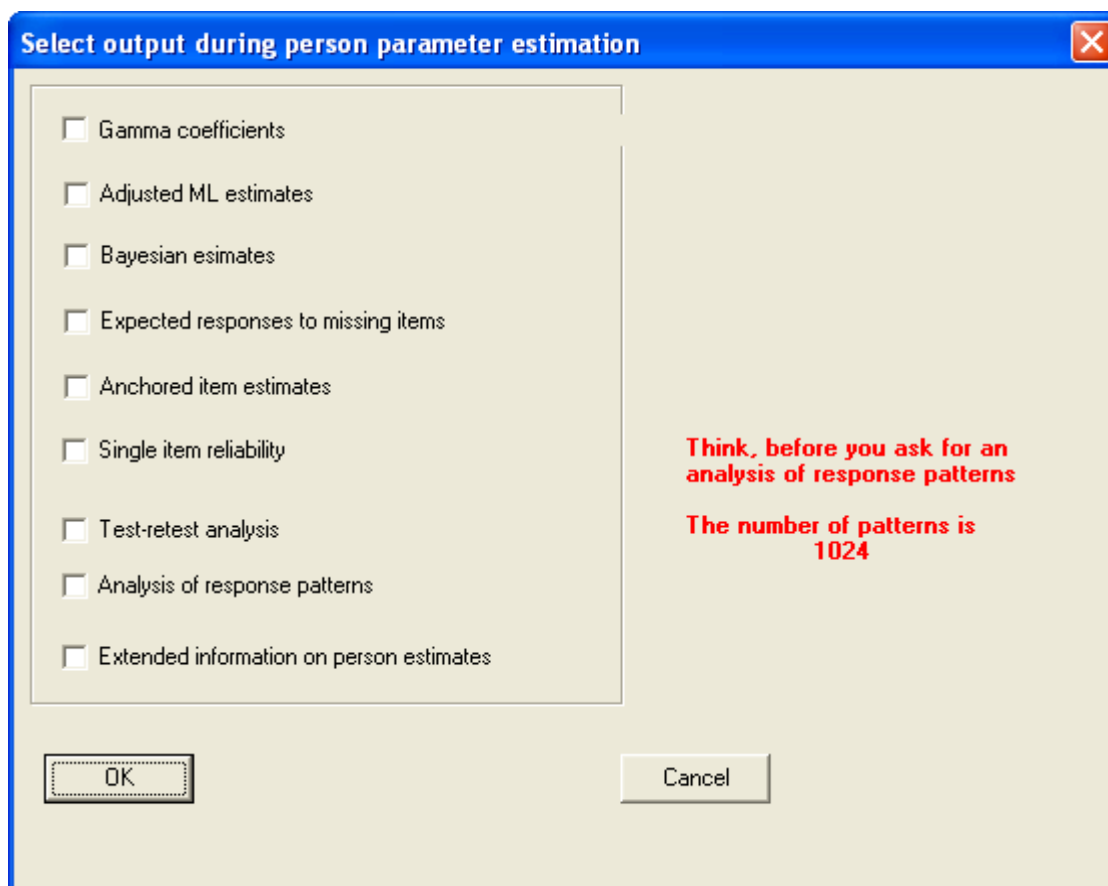 Select output during person parameter estimation
Gamma coefficients
Adjusted ML estimates
Bayesian esimates
Expected responses to missing items
Anchored item estimates
Single item reliability
Test-retest analysis
Analysis of response patterns
Extended information on person estimates
Think, before you ask for an
analysis of response patterns
The number of patterns is
1024
OK
Cancel